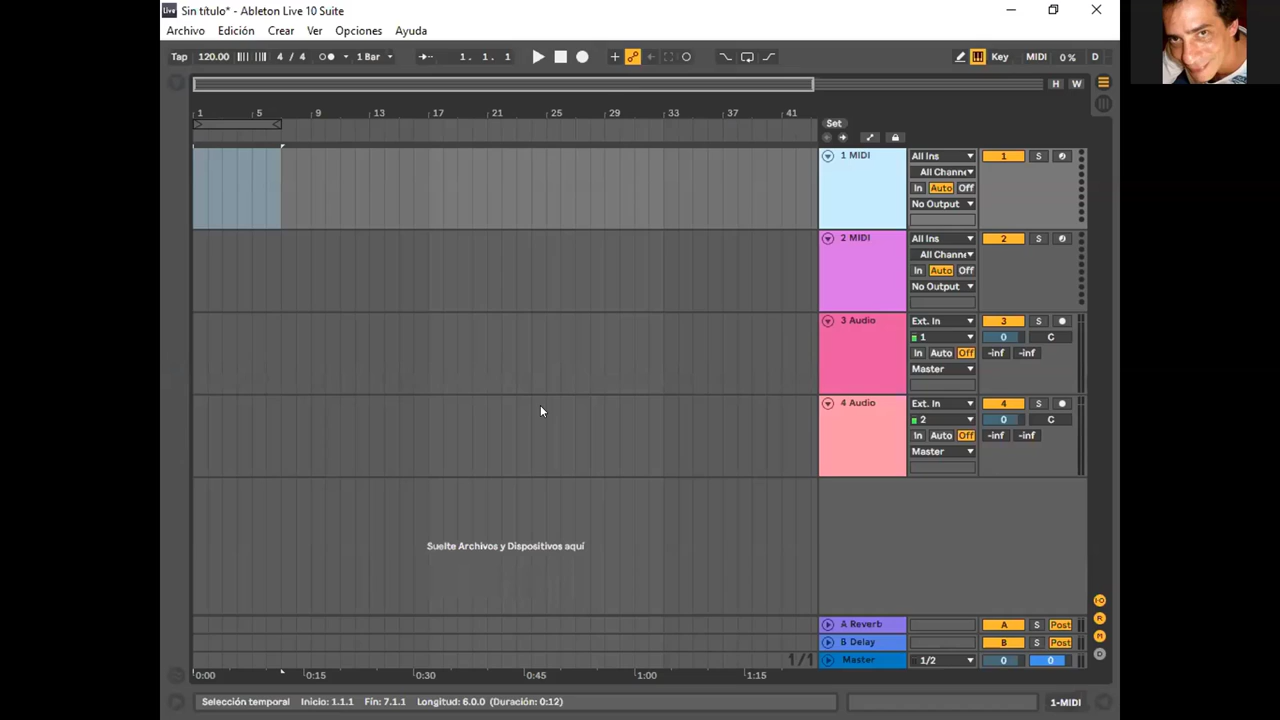 Live Sin título* - Ableton Live 10 Suite
Archivo Edición Crear Ver Opciones Ayuda
Tap 120.00 4 / 4 1 Bar 1. 1. 1 Key MIDI 0 % D
H W
1 5 9 13 17 21 25 29 33 37 41
Set
1 MIDI All Ins 1 S
All Channe
In Auto Off
No Output
2 MIDI All Ins 2 S
All Channe
In Auto Off
No Output
3 Audio Ext. In 3 S
1 0 C
In Auto Off -inf -inf
Master
4 Audio Ext. In 4 S
2 0 C
In Auto Off -inf -inf
Master
Suelte Archivos y Dispositivos aquí
I·O
R
M
D
A Reverb A S Post
B Delay B S Post
1/1 Master 1/2 0 0
0:00 0:15 0:30 0:45 1:00 1:15
Selección temporal Inicio: 1.1.1 Fin: 7.1.1 Longitud: 6.0.0 (Duración: 0:12) 1-MIDI